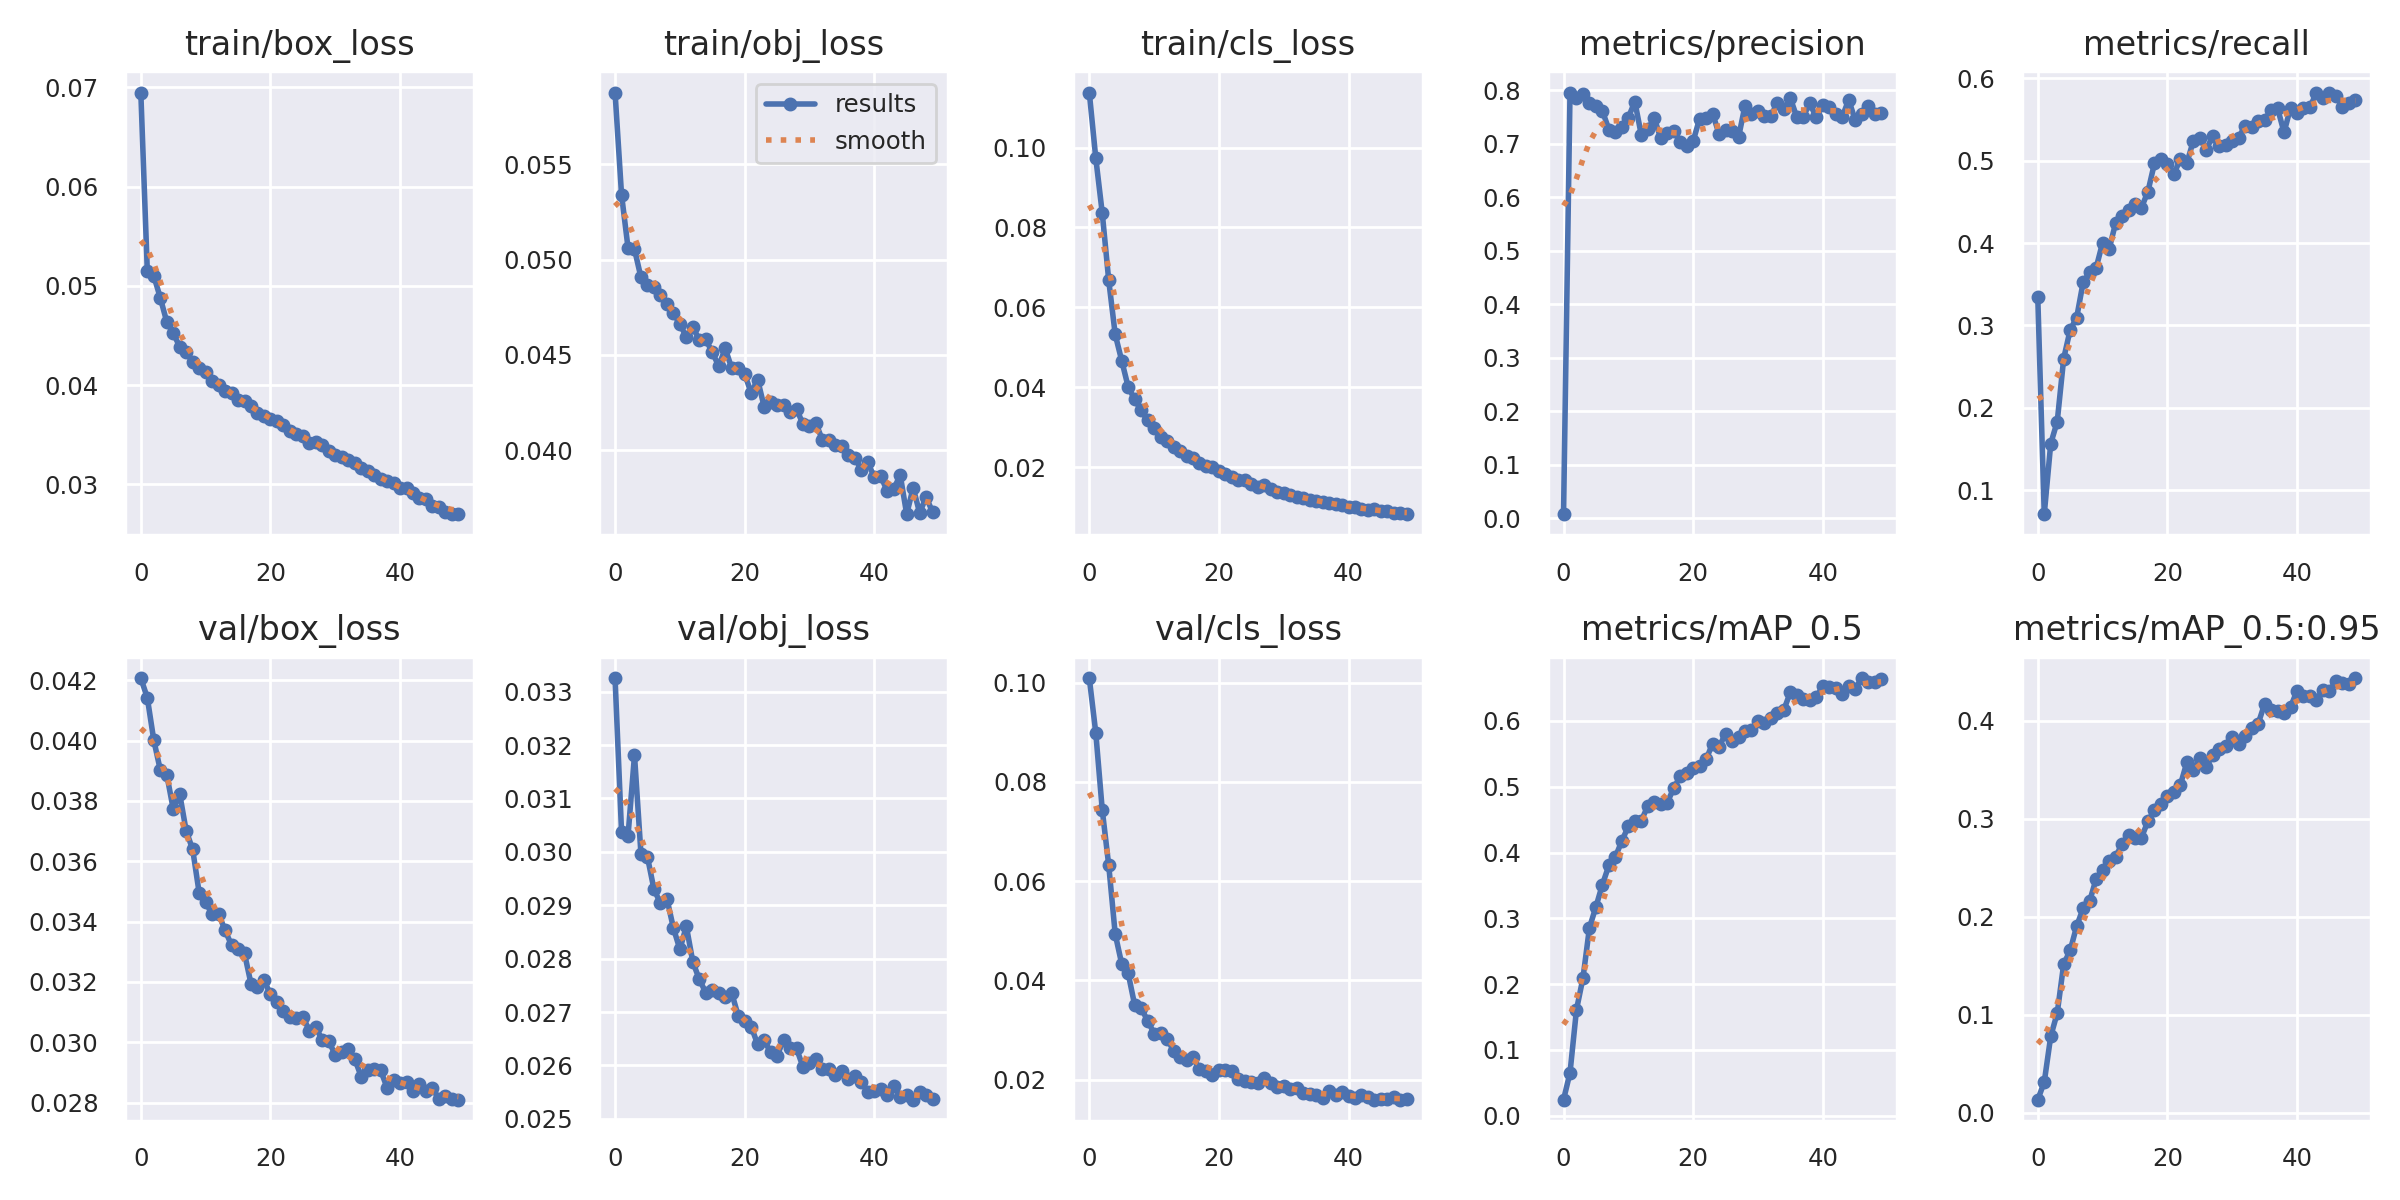 train/box_loss
0.07
0.06
0.05
0.04
0.03
0 20 40
train/obj_loss
results
smooth
0.055
0.050
0.045
0.040
0 20 40
train/cls_loss
0.10
0.08
0.06
0.04
0.02
0 20 40
metrics/precision
0.8
0.7
0.6
0.5
0.4
0.3
0.2
0.1
0.0
0 20 40
metrics/recall
0.6
0.5
0.4
0.3
0.2
0.1
0 20 40
val/box_loss
0.042
0.040
0.038
0.036
0.034
0.032
0.030
0.028
0 20 40
val/obj_loss
0.033
0.032
0.031
0.030
0.029
0.028
0.027
0.026
0.025
0 20 40
val/cls_loss
0.10
0.08
0.06
0.04
0.02
0 20 40
metrics/mAP_0.5
0.6
0.5
0.4
0.3
0.2
0.1
0.0
0 20 40
metrics/mAP_0.5:0.95
0.4
0.3
0.2
0.1
0.0
0 20 40